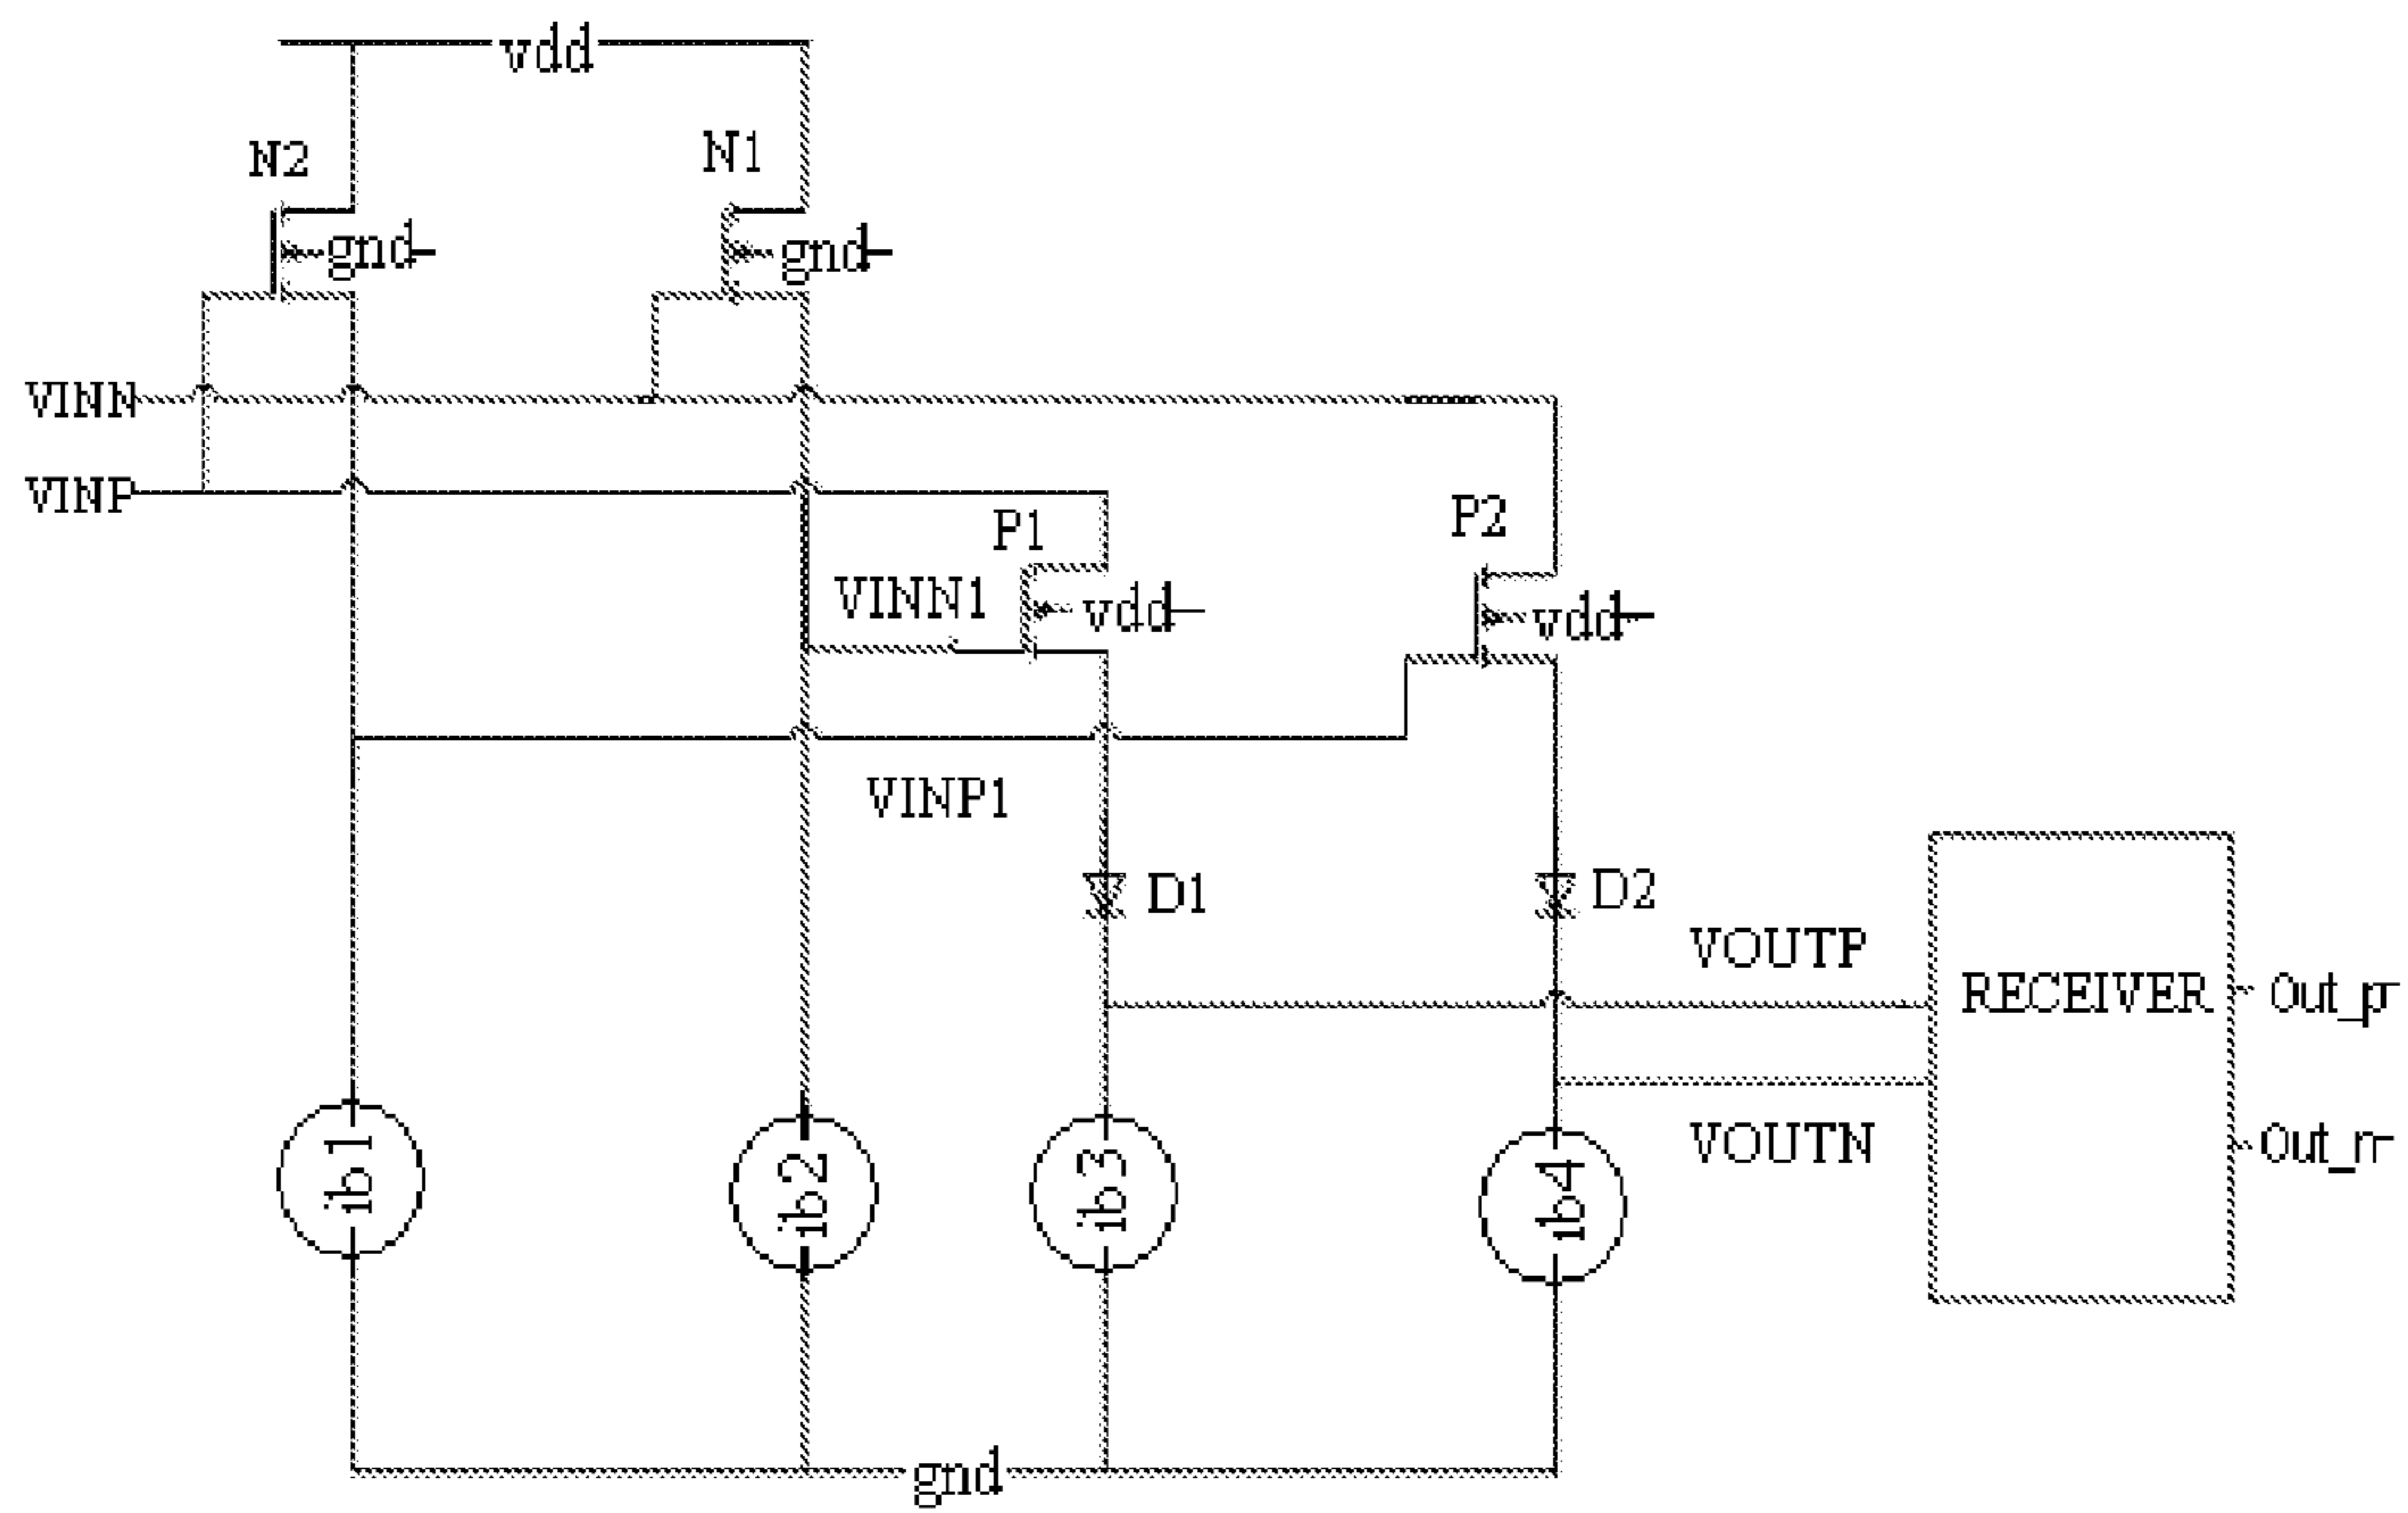 vdd
N2
N1
gnd
gnd
VINN
VINP
P1
P2
VINN1
vdd
vdd
VINP1
D1
D2
VOUTP
RECEIVER
Out_p
VOUTN
Out_n
ib1
ib2
ib3
ib4
gnd